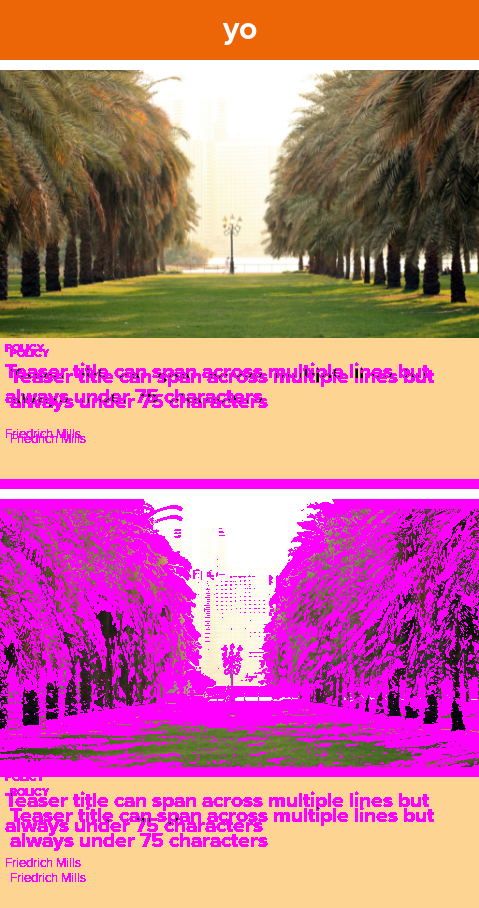 yo
POLICY
POLICY
Teaser title can span across multiple lines but
Teaser title can span across multiple lines but
always under 75 characters
always under 75 characters
Friedrich Mills
Friedrich Mills
POLICY
POLICY
Teaser title can span across multiple lines but
Teaser title can span across multiple lines but
always under 75 characters
always under 75 characters
Friedrich Mills
Friedrich Mills